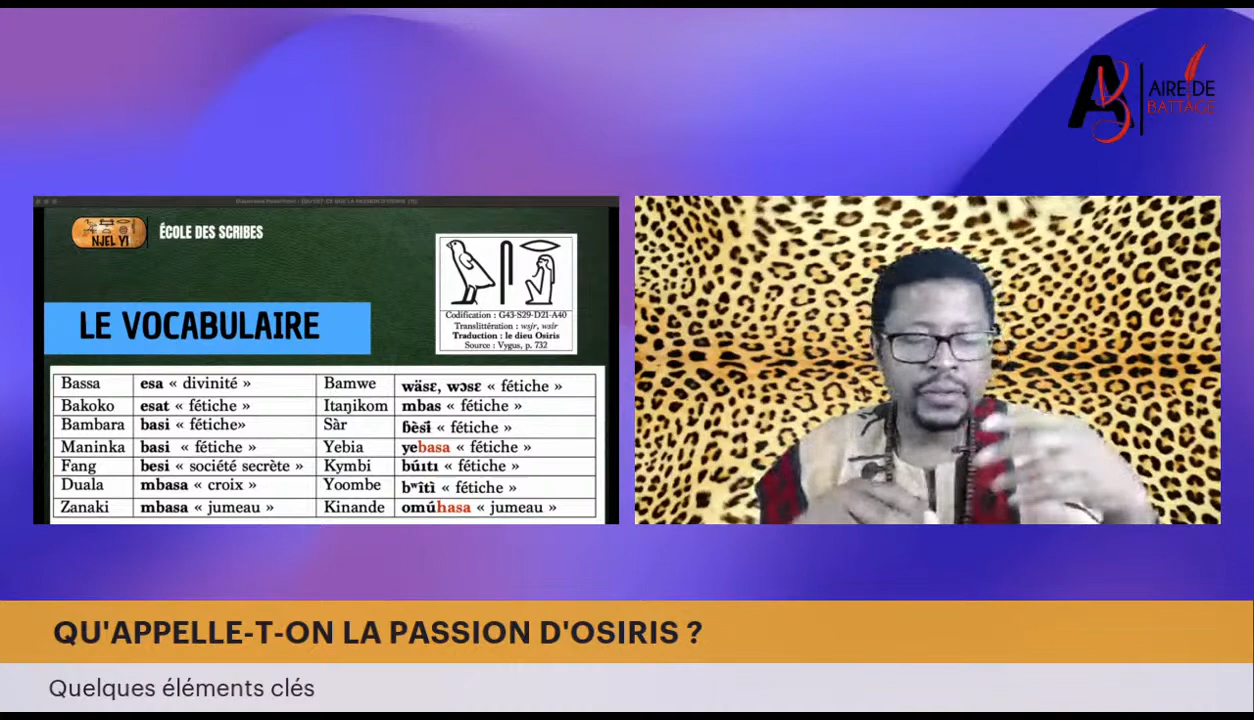 AIRE DE
BATTAGE
NJEL YI
ÉCOLE DES SCRIBES
LE VOCABULAIRE
Codification : G43-S29-D21-A40
Translittération : wsjr, wsir
Traduction : le dieu Osiris
Source : Vygus, p. 732
Bassa esa « divinité » Bamwe wäsɛ, wɔsɛ « fétiche »
Bakoko esat « fétiche » Itaŋikom mbas « fétiche »
Bambara basi « fétiche» Sàr ɓèsī « fétiche »
Maninka basi « fétiche » Yebia yebasa « fétiche »
Fang besi « société secrète » Kymbi búɪtɪ « fétiche »
Duala mbasa « croix » Yoombe bʷîtì « fétiche »
Zanaki mbasa « jumeau » Kinande omúhasa « jumeau »
QU'APPELLE-T-ON LA PASSION D'OSIRIS ?
Quelques éléments clés